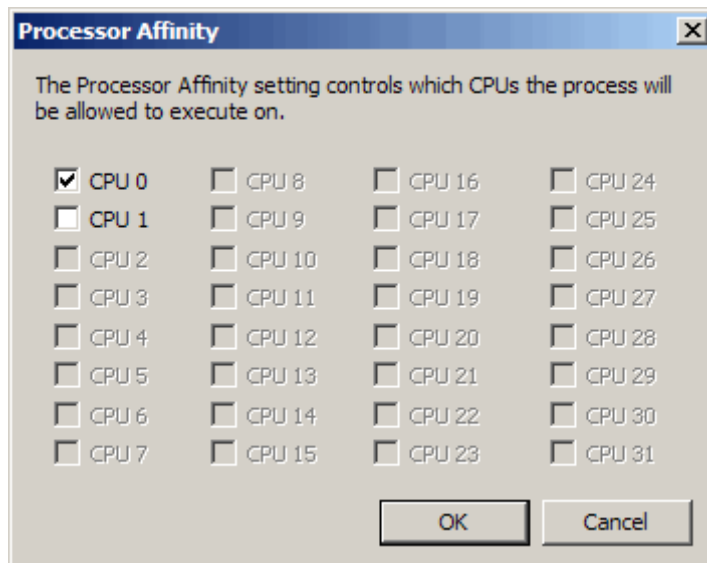 Processor Affinity
The Processor Affinity setting controls which CPUs the process will
be allowed to execute on.
CPU 0 CPU 8 CPU 16 CPU 24
CPU 1 CPU 9 CPU 17 CPU 25
CPU 2 CPU 10 CPU 18 CPU 26
CPU 3 CPU 11 CPU 19 CPU 27
CPU 4 CPU 12 CPU 20 CPU 28
CPU 5 CPU 13 CPU 21 CPU 29
CPU 6 CPU 14 CPU 22 CPU 30
CPU 7 CPU 15 CPU 23 CPU 31
OK Cancel